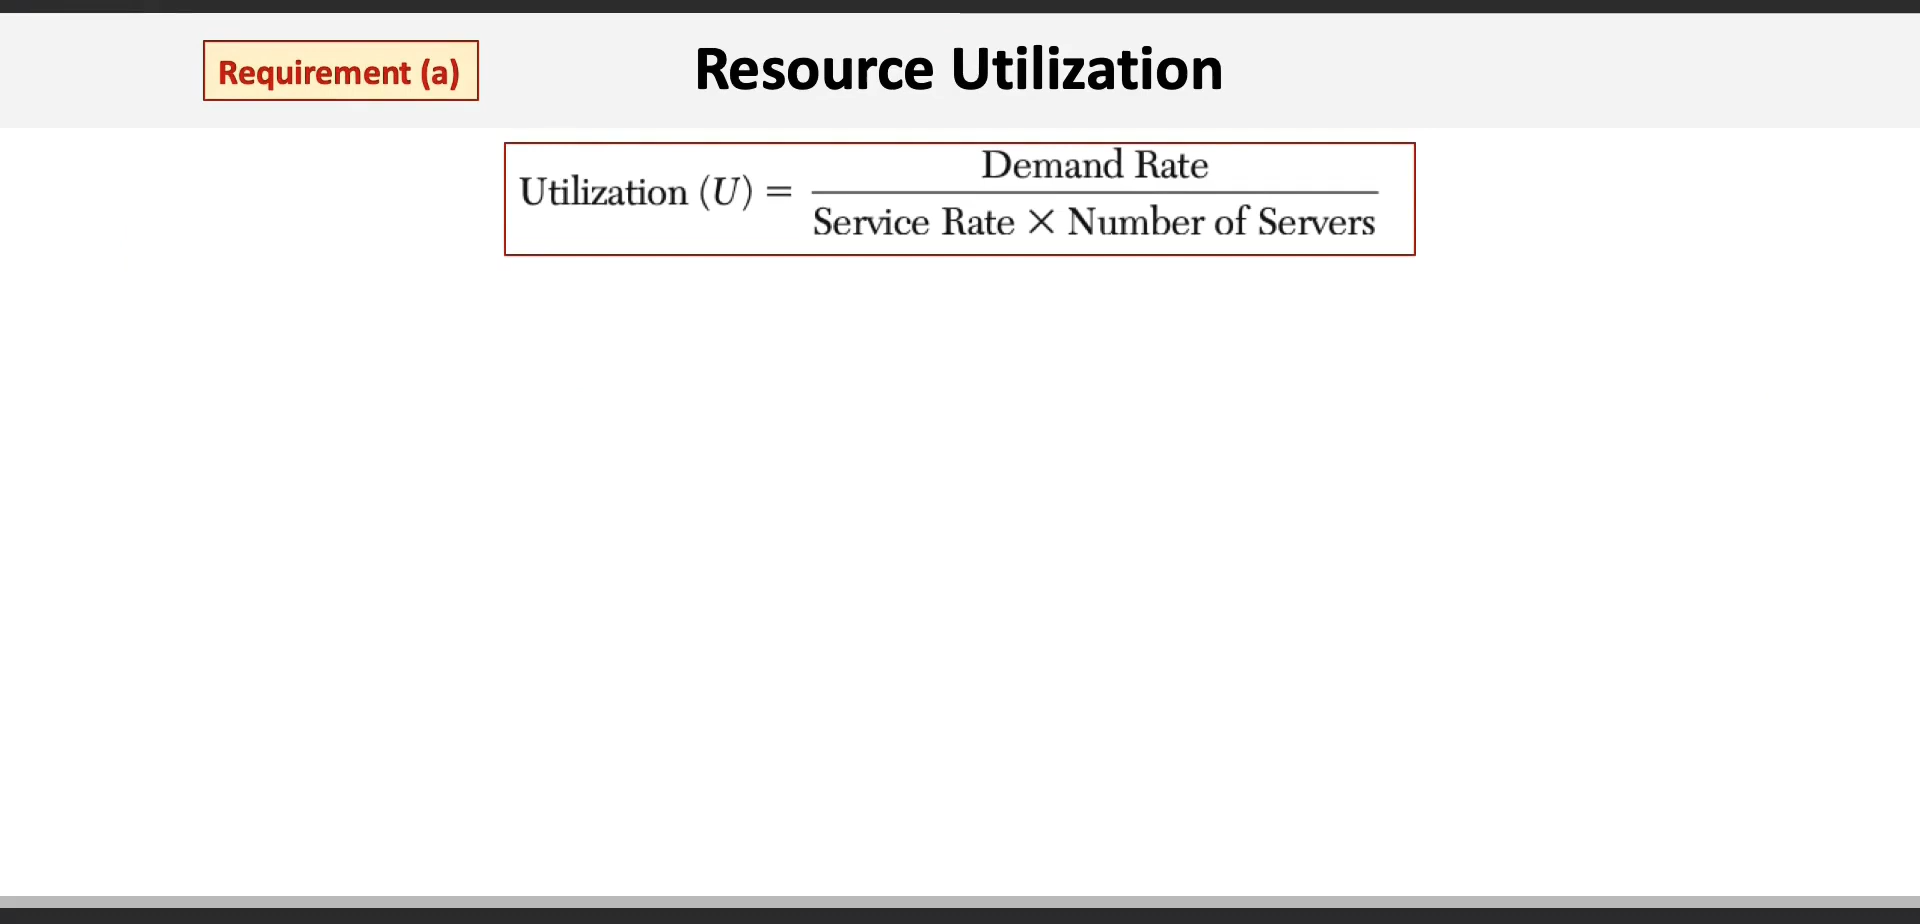 Requirement (a)
Resource Utilization
Demand Rate
Utilization (U) =
Service Rate × Number of Servers